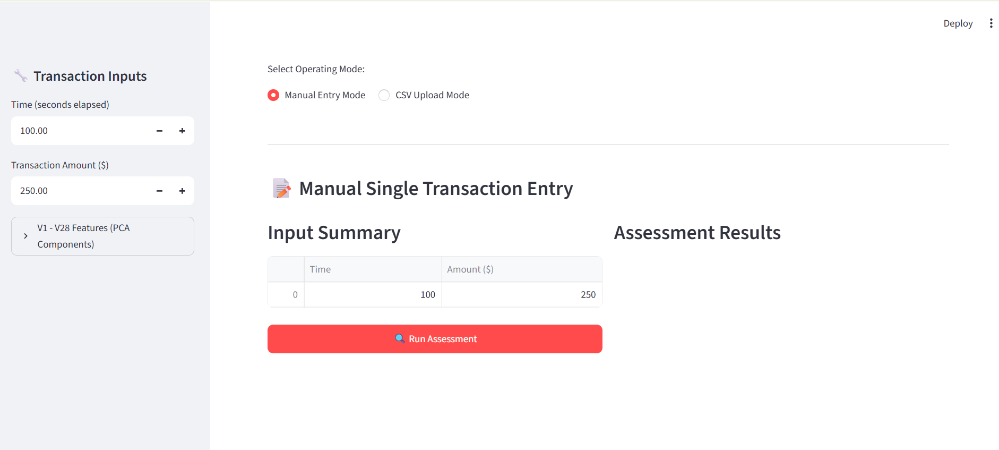 Deploy
Transaction Inputs
Time (seconds elapsed)
100.00
Transaction Amount ($)
250.00
V1 - V28 Features (PCA
Components)
Select Operating Mode:
Manual Entry Mode CSV Upload Mode
Manual Single Transaction Entry
Input Summary
Time Amount ($)
0 100 250
Run Assessment
Assessment Results